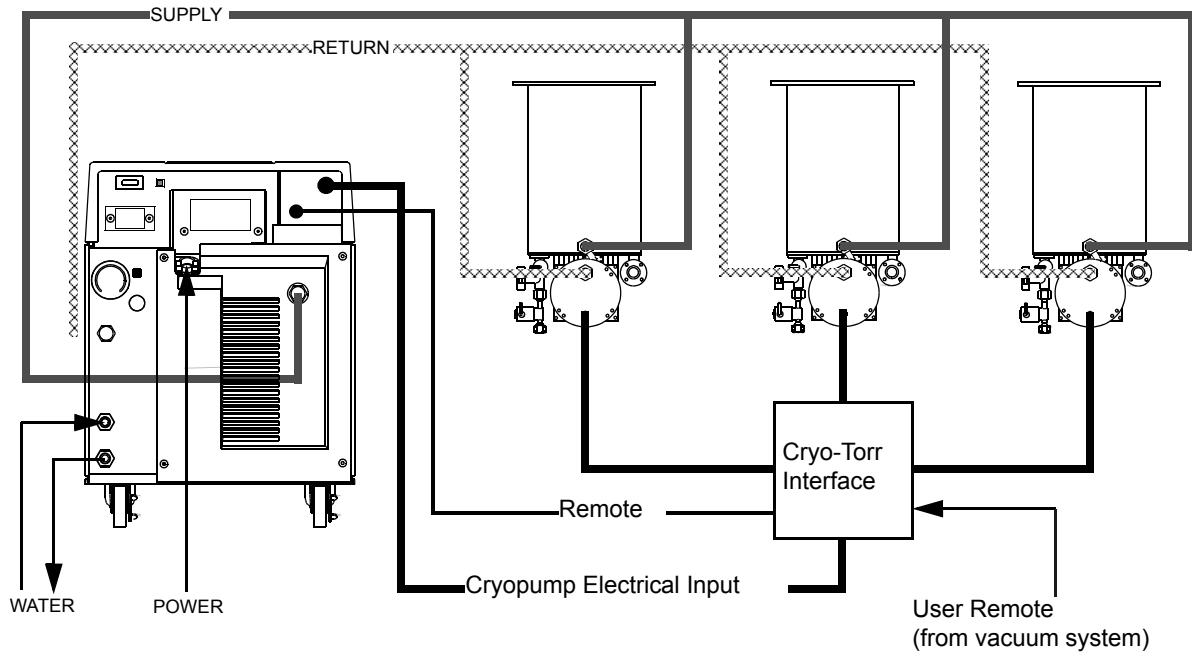 SUPPLY
RETURN
Cryo-Torr
Interface
Remote
Cryopump Electrical Input
WATER
POWER
User Remote
(from vacuum system)